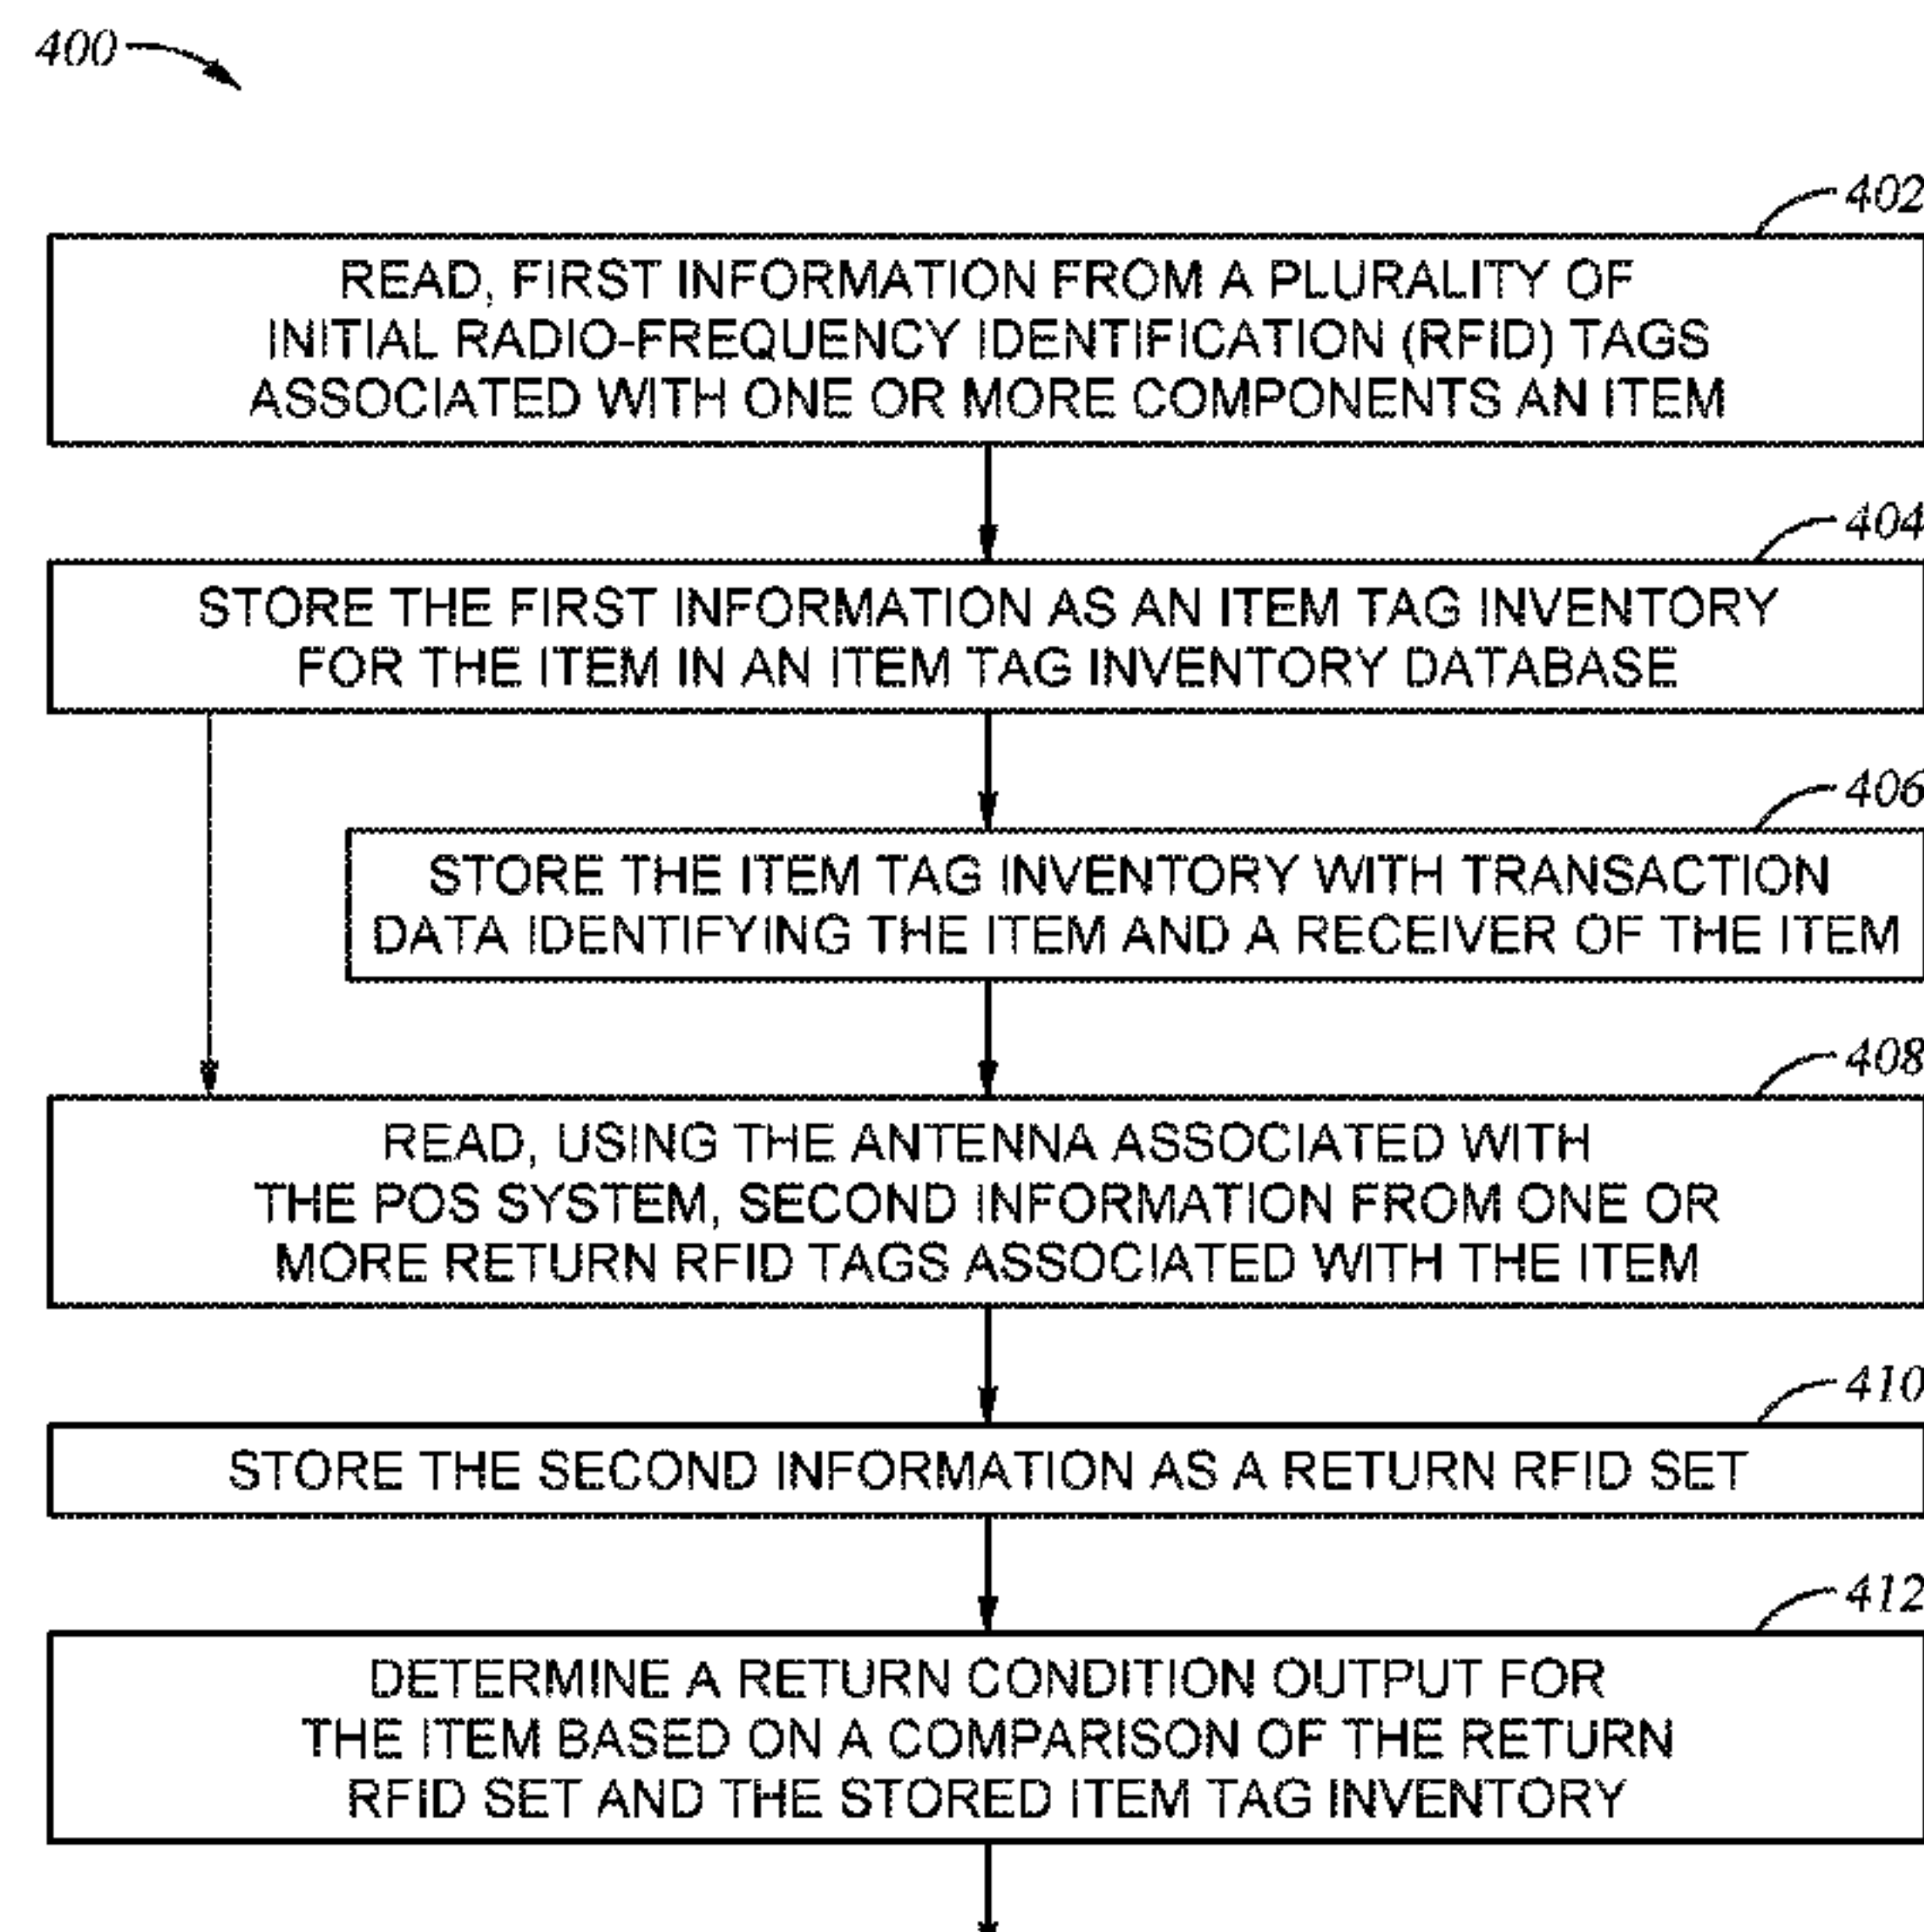 400
402
READ, FIRST INFORMATION FROM A PLURALITY OF
INITIAL RADIO-FREQUENCY IDENTIFICATION (RFID) TAGS
ASSOCIATED WITH ONE OR MORE COMPONENTS AN ITEM
404
STORE THE FIRST INFORMATION AS AN ITEM TAG INVENTORY
FOR THE ITEM IN AN ITEM TAG INVENTORY DATABASE
406
STORE THE ITEM TAG INVENTORY WITH TRANSACTION
DATA IDENTIFYING THE ITEM AND A RECEIVER OF THE ITEM
408
READ, USING THE ANTENNA ASSOCIATED WITH
THE POS SYSTEM, SECOND INFORMATION FROM ONE OR
MORE RETURN RFID TAGS ASSOCIATED WITH THE ITEM
410
STORE THE SECOND INFORMATION AS A RETURN RFID SET
412
DETERMINE A RETURN CONDITION OUTPUT FOR
THE ITEM BASED ON A COMPARISON OF THE RETURN
RFID SET AND THE STORED ITEM TAG INVENTORY